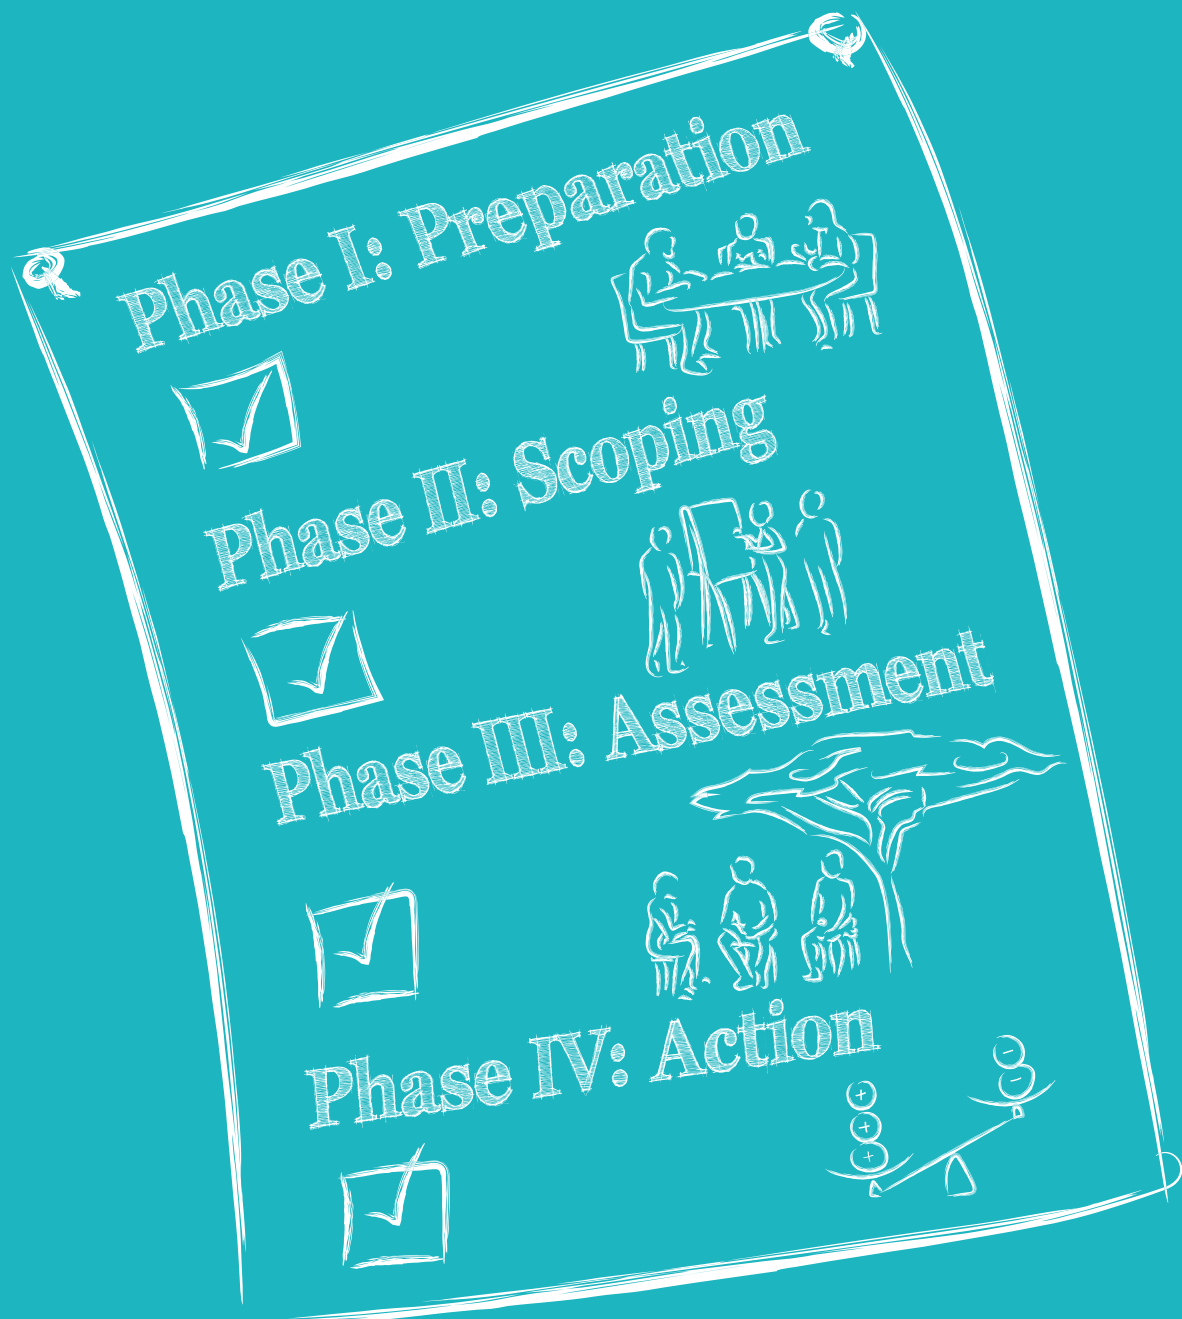 Phase I: Preparation
Phase II: Scoping
Phase III: Assessment
Phase IV: Action
+
+
+
-
-